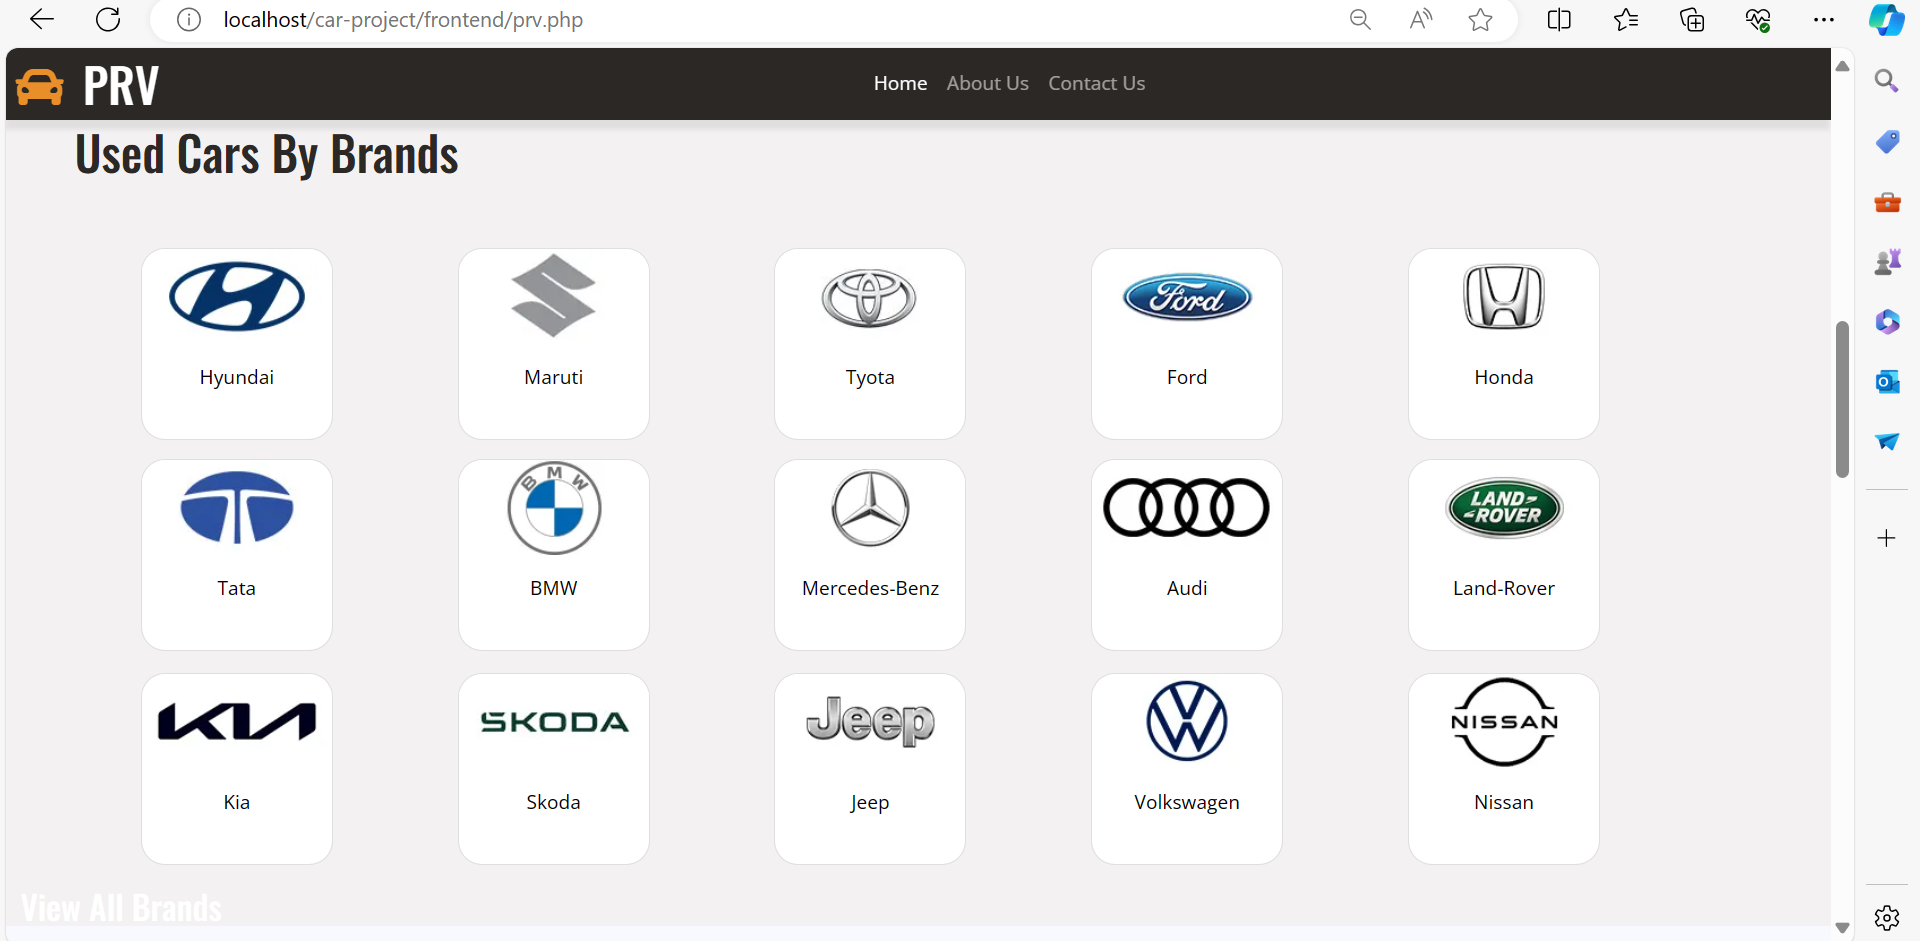 localhost/car-project/frontend/prv.php
PRV
Home About Us Contact Us
Used Cars By Brands
Ford
Hyundai Maruti Tyota Ford Honda
BMW
LAND-
-ROVER
Tata BMW Mercedes-Benz Audi Land-Rover
KIA SKODA Jeep NISSAN
Kia Skoda Jeep Volkswagen Nissan
View All Brands